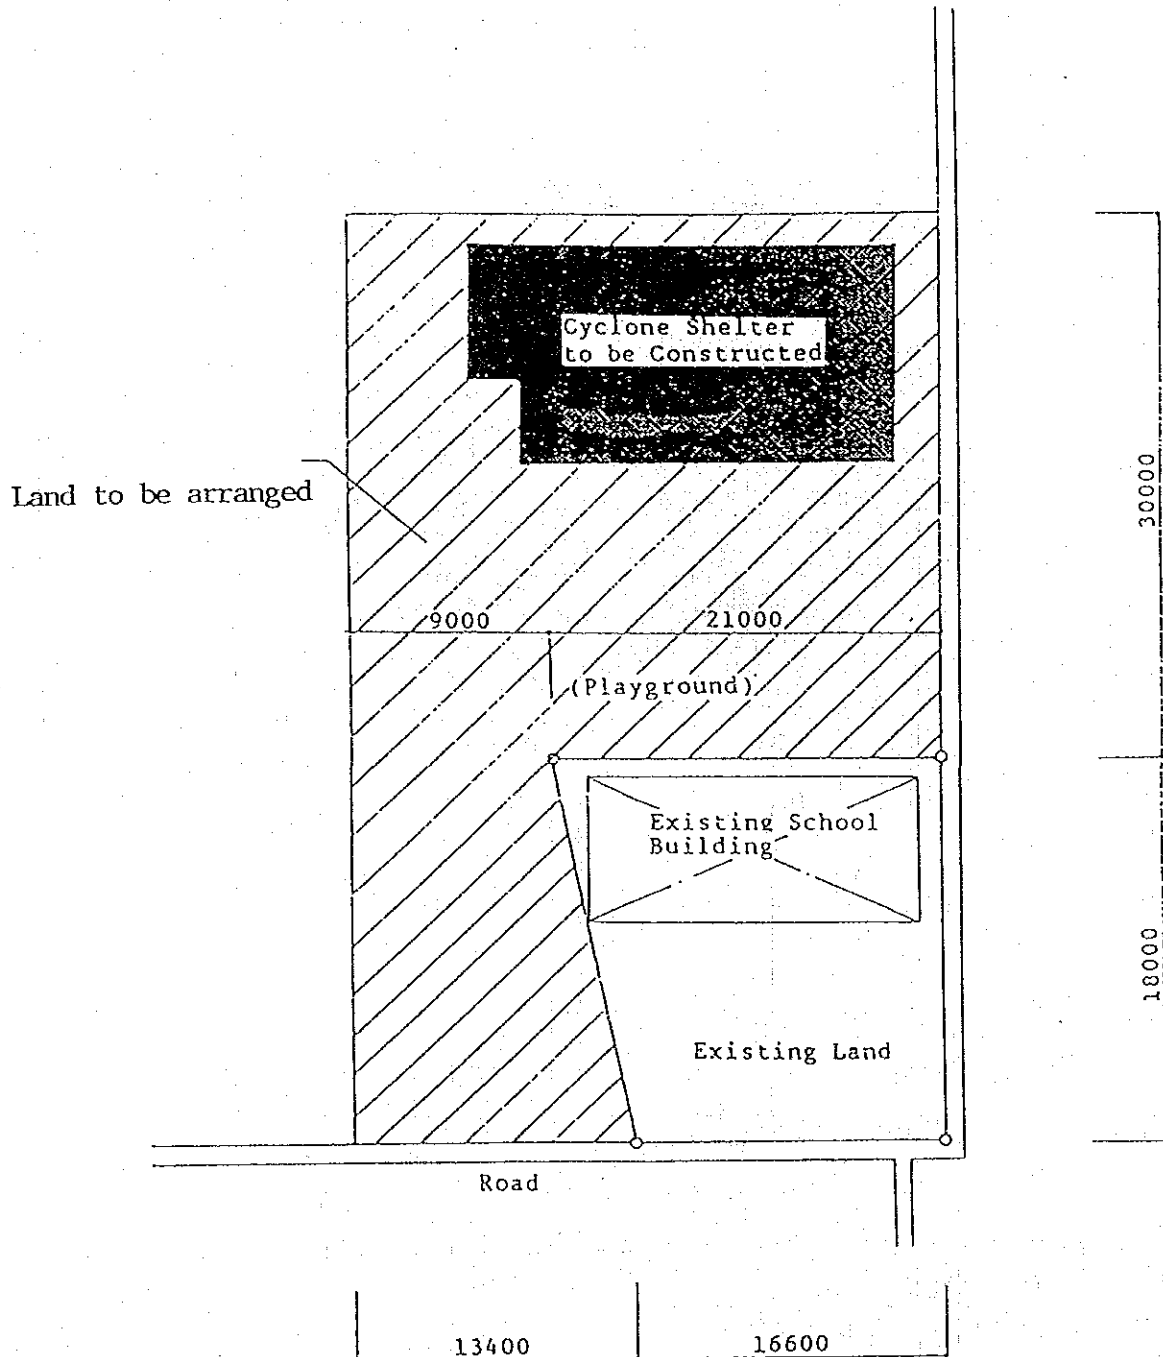 Cyclone Shelter
to be Constructed
Land to be arranged
30000
9000
21000
(Playground)
Existing School
Building
18000
Existing Land
Road
13400
16600